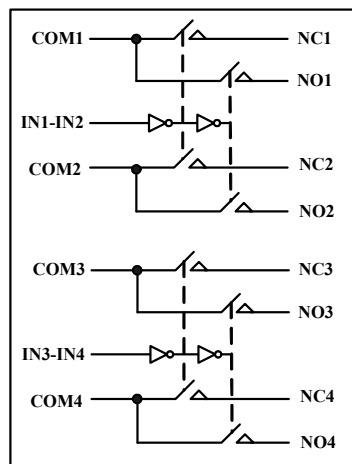 COM1 NC1
NO1
IN1-IN2
COM2 NC2
NO2
COM3 NC3
NO3
IN3-IN4
COM4 NC4
NO4